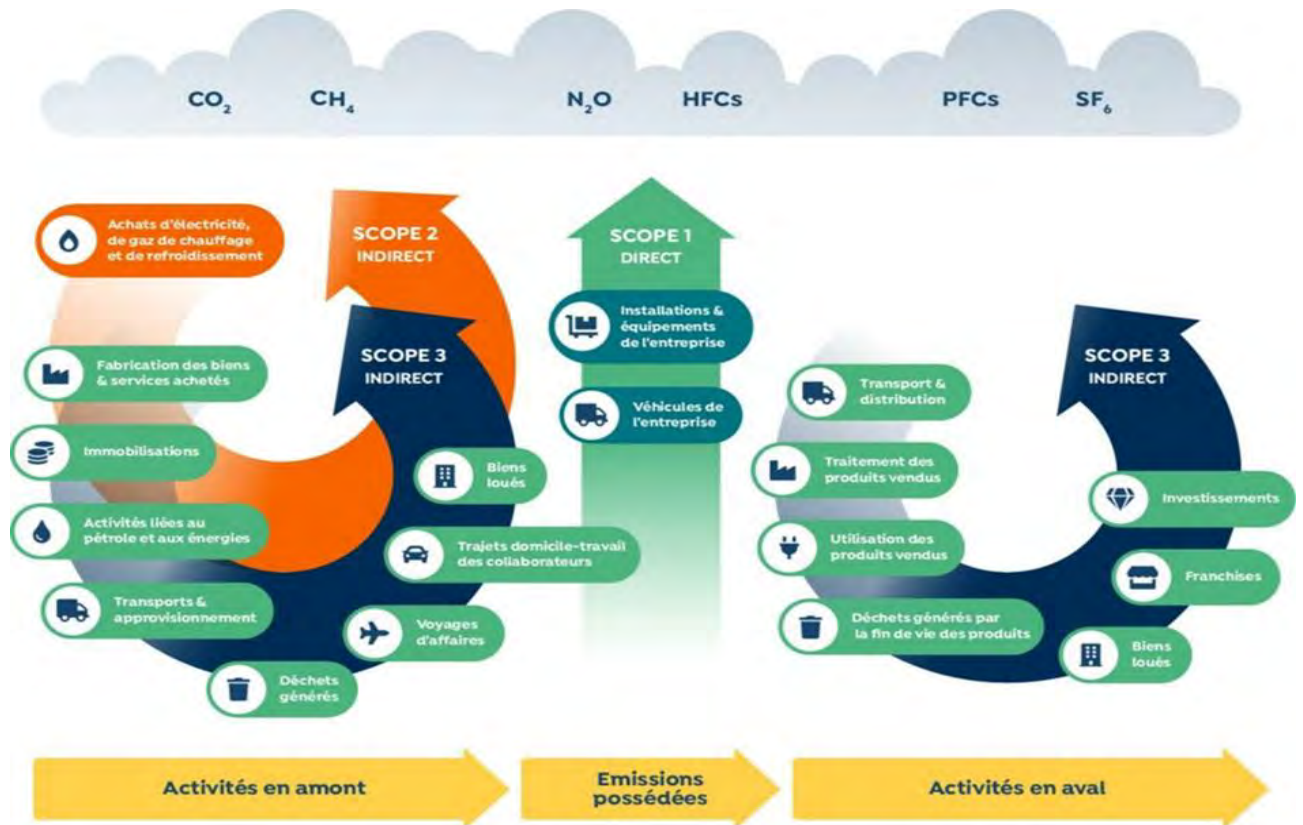 CO₂
CH₄
N₂O
HFCs
PFCs
SF₆
Achats d'électricité,
de gaz de chauffage
et de refroidissement
SCOPE 2
INDIRECT
SCOPE 3
INDIRECT
Fabrication des biens
& services achetés
Immobilisations
Activités liées au
pétrole et aux énergies
Transports &
approvisionnement
Déchets
générés
Voyages
d'affaires
Trajets domicile-travail
des collaborateurs
Biens
loués
SCOPE 1
DIRECT
Installations &
équipements
de l'entreprise
Véhicules de
l'entreprise
SCOPE 3
INDIRECT
Transport &
distribution
Traitement des
produits vendus
Utilisation des
produits vendus
Déchets générés par
la fin de vie des produits
Biens
loués
Franchises
Investissements
Activités en amont
Emissions
possédées
Activités en aval